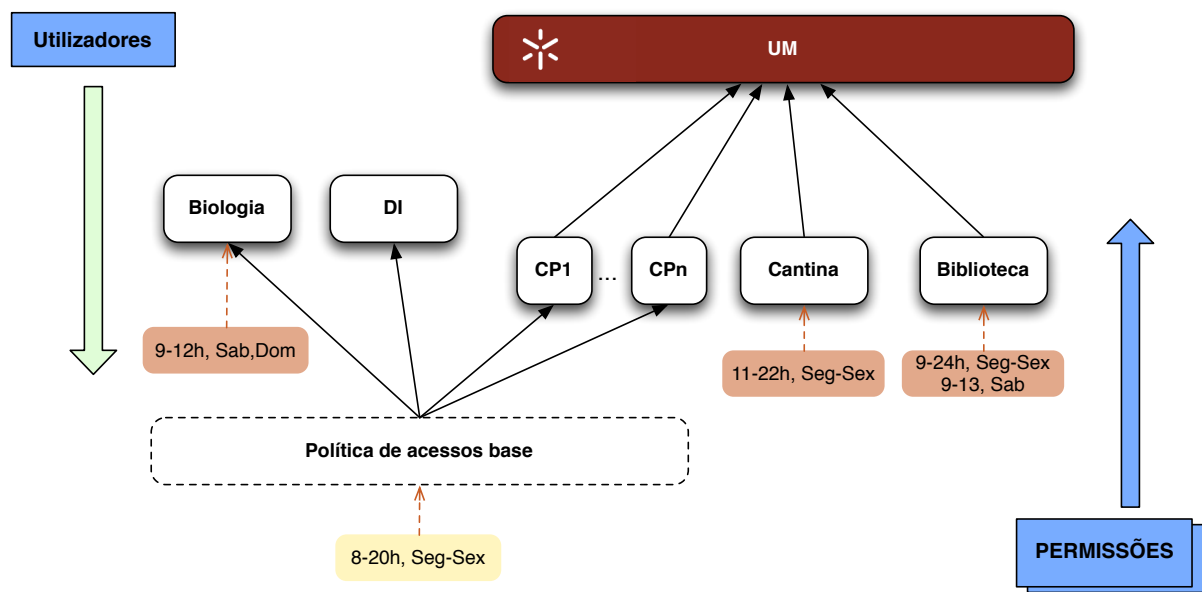 Utilizadores
UM
Biologia
DI
CP1
...
CPn
Cantina
Biblioteca
9-12h, Sab,Dom
11-22h, Seg-Sex
9-24h, Seg-Sex
9-13, Sab
Política de acessos base
8-20h, Seg-Sex
PERMISSÕES